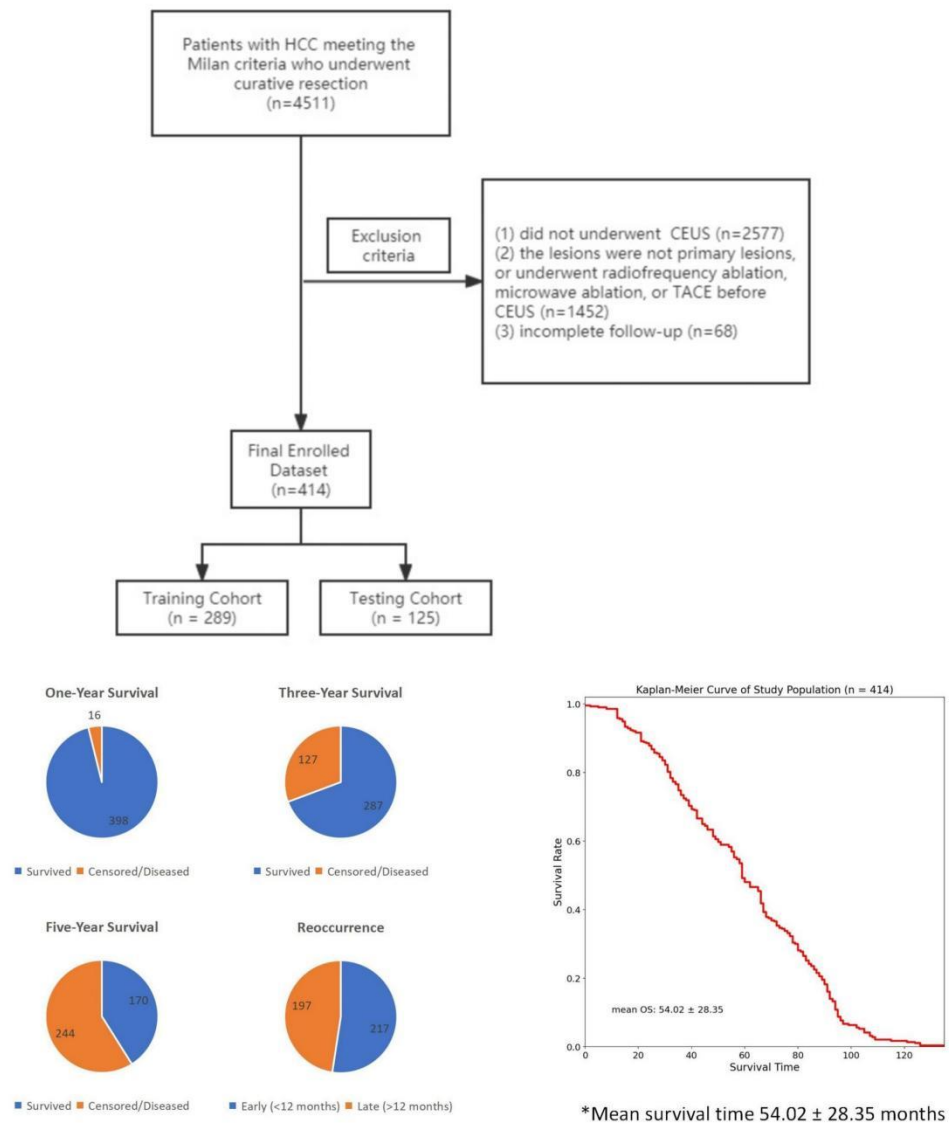 Patients with HCC meeting the
Milan criteria who underwent
curative resection
(n=4511)
Exclusion
criteria
(1) did not underwent CEUS (n=2577)
(2) the lesions were not primary lesions,
or underwent radiofrequency ablation,
microwave ablation, or TACE before
CEUS (n=1452)
(3) incomplete follow-up (n=68)
Final Enrolled
Dataset
(n=414)
Training Cohort
(n = 289)
Testing Cohort
(n = 125)
One-Year Survival
16
398
Survived Censored/Diseased
Three-Year Survival
127
287
Survived Censored/Diseased
Five-Year Survival
170
244
Survived Censored/Diseased
Reoccurrence
197
217
Early (<12 months) Late (>12 months)
Kaplan-Meier Curve of Study Population (n = 414)
Survival Rate
1.0
0.8
0.6
0.4
0.2
0.0
mean OS: 54.02 ± 28.35
0 20 40 60 80 100 120
Survival Time
*Mean survival time 54.02 ± 28.35 months